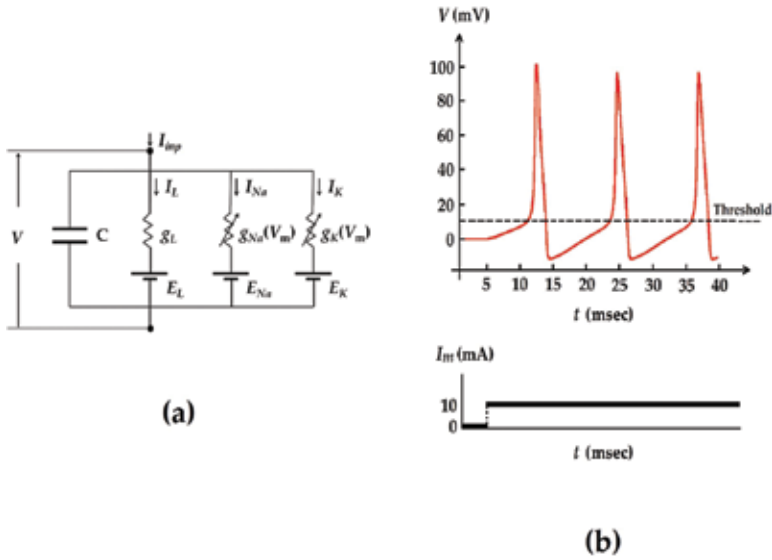 I_inp
I_L
I_Na
I_K
V
C
g_L
g_Na(V_m)
g_K(V_m)
E_L
E_Na
E_K
(a)
V (mV)
100
80
60
40
20
0
Threshold
5 10 15 20 25 30 35 40
t (msec)
(mA)
10
0
t (msec)
(b)